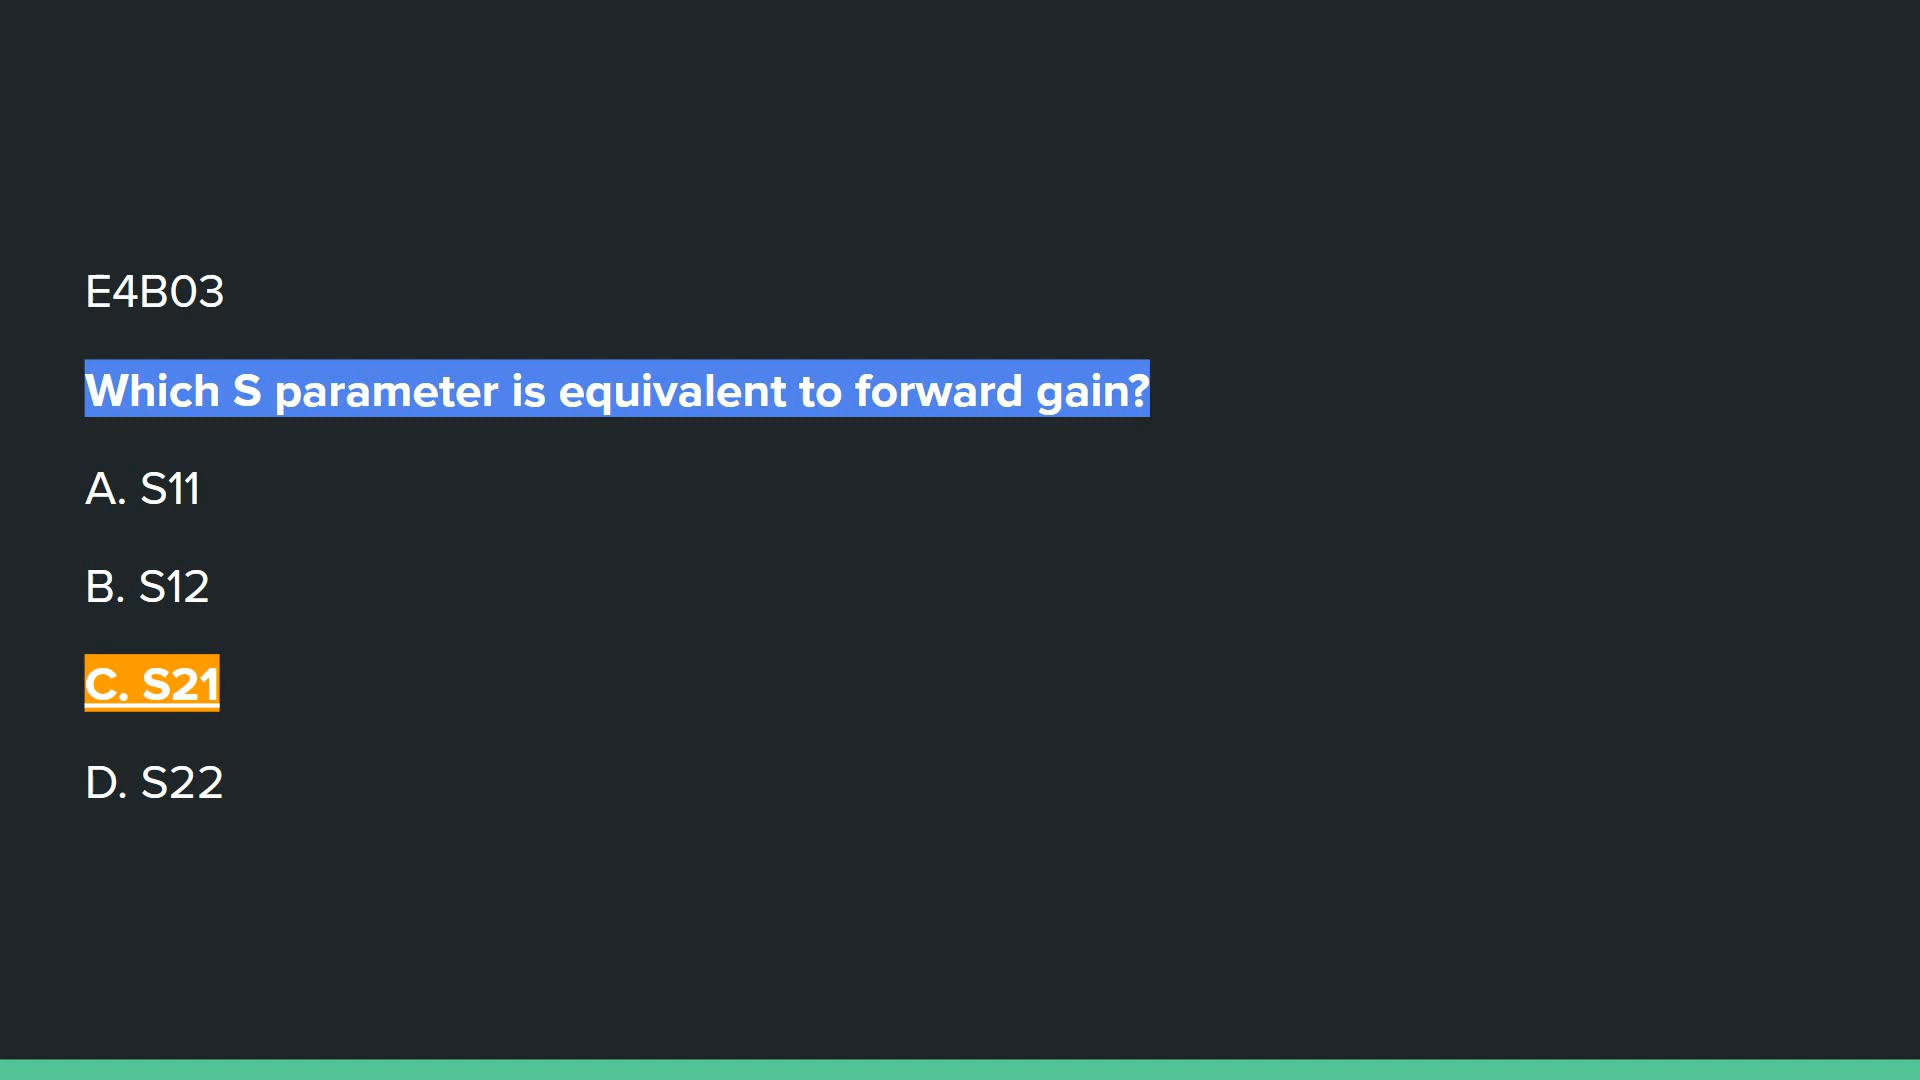 E4B03
Which S parameter is equivalent to forward gain?
A. S11
B. S12
C. S21
D. S22